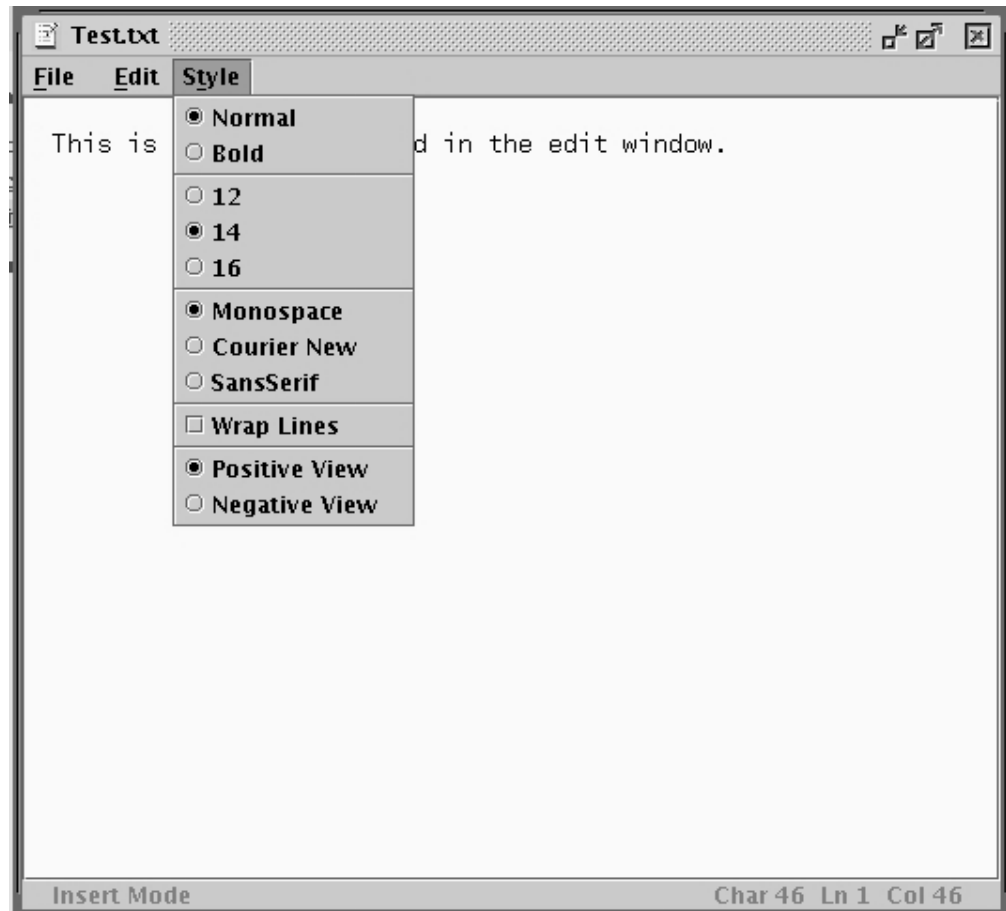 Test.txt
File Edit Style
This is d in the edit window.
Normal
Bold
12
14
16
Monospace
Courier New
SansSerif
Wrap Lines
Positive View
Negative View
Insert Mode Char 46 Ln 1 Col 46